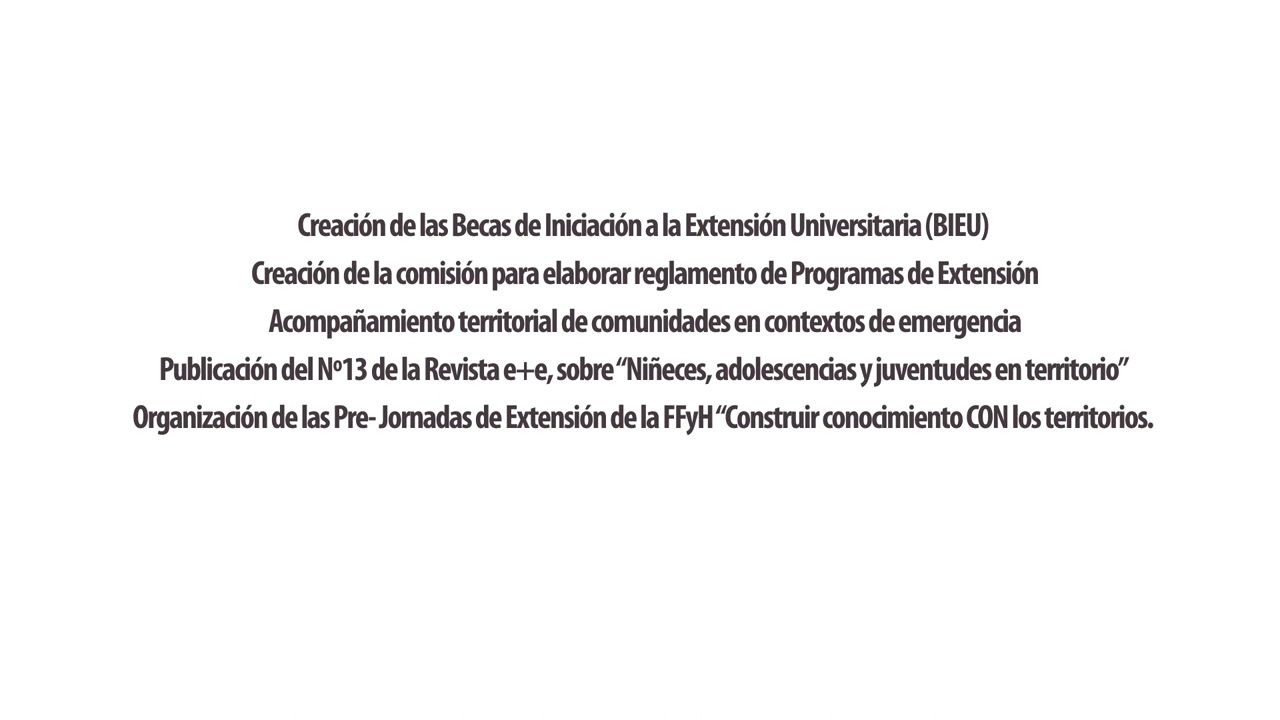 Creación de las Becas de Iniciación a la Extensión Universitaria (BIEU)
Creación de la comisión para elaborar reglamento de Programas de Extensión
Acompañamiento territorial de comunidades en contextos de emergencia
Publicación del Nº13 de la Revista e+e, sobre “Niñeces, adolescencias y juventudes en territorio”
Organización de las Pre- Jornadas de Extensión de la FFyH “Construir conocimiento CON los territorios.